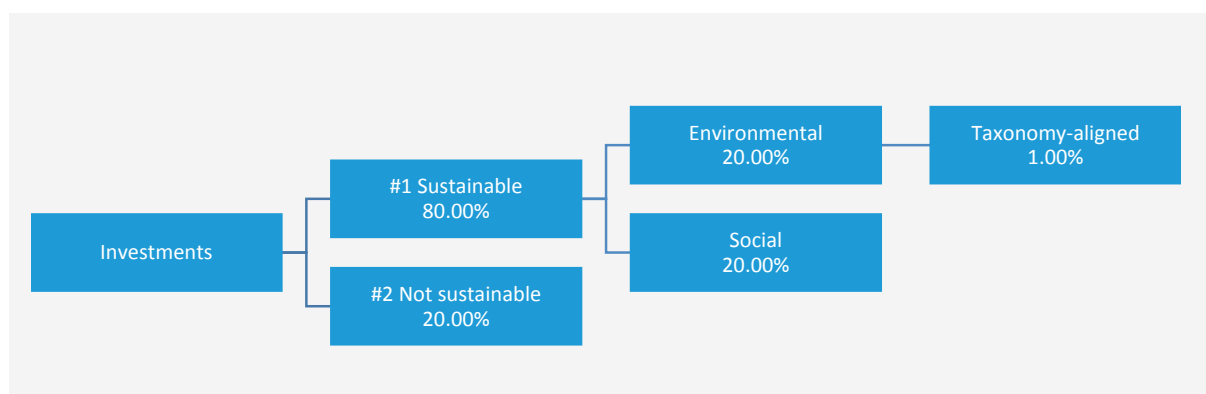 Investments
#1 Sustainable
80.00%
#2 Not sustainable
20.00%
Environmental
20.00%
Social
20.00%
Taxonomy-aligned
1.00%